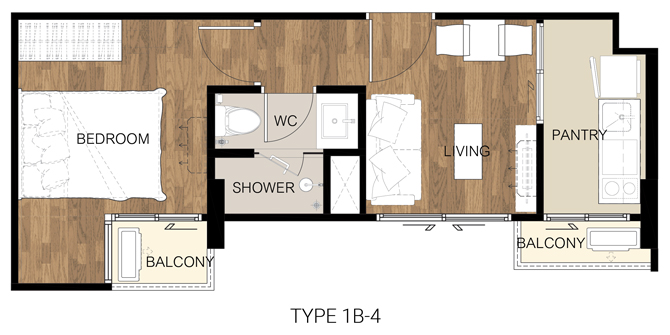 WC
BEDROOM
PANTRY
LIVING
SHOWER
BALCONY
BALCONY
TYPE 1B-4